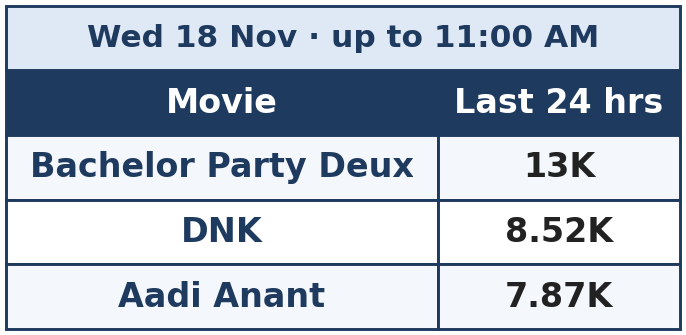 Wed 18 Nov · up to 11:00 AM
Movie Last 24 hrs
Bachelor Party Deux 13K
DNK 8.52K
Aadi Anant 7.87K